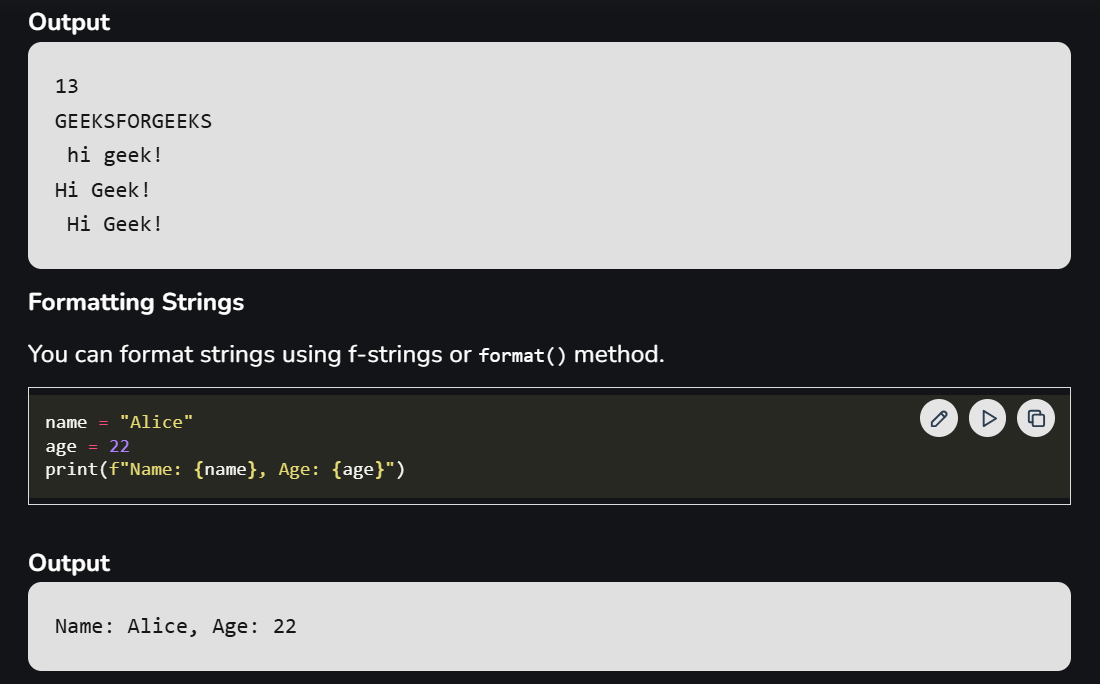 Output
13
GEEKSFORGEEKS
 hi geek!
Hi Geek!
 Hi Geek!
Formatting Strings
You can format strings using f-strings or format() method.
name = "Alice"
age = 22
print(f"Name: {name}, Age: {age}")
Output
Name: Alice, Age: 22